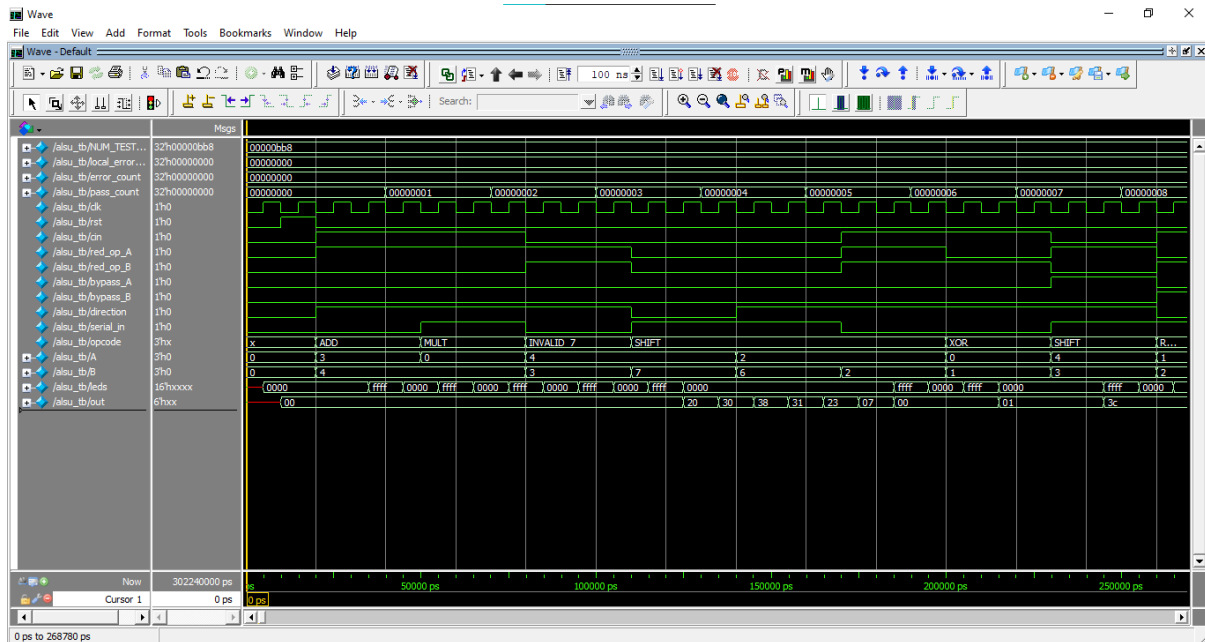 Wave
File Edit View Add Format Tools Bookmarks Window Help
Wave - Default
100 ns
Search:
Msgs
/alsu_tb/NUM_TEST... 32'h00000bb8 00000bb8
/alsu_tb/local_error... 32'h00000000 00000000
/alsu_tb/error_count 32'h00000000 00000000
/alsu_tb/pass_count 32'h00000000 00000000 00000001 00000002 00000003 00000004 00000005 00000006 00000007 00000008
/alsu_tb/clk 1'h0
/alsu_tb/rst 1'h0
/alsu_tb/cin 1'h0
/alsu_tb/red_op_A 1'h0
/alsu_tb/red_op_B 1'h0
/alsu_tb/bypass_A 1'h0
/alsu_tb/bypass_B 1'h0
/alsu_tb/direction 1'h0
/alsu_tb/serial_in 1'h0
/alsu_tb/opcode 3'hx x ADD MULT INVALID_7 SHIFT XOR SHIFT R...
/alsu_tb/A 3'h0 0 3 0 4 2 0 4 1
/alsu_tb/B 3'h0 0 4 3 7 6 2 1 3 2
/alsu_tb/leds 16'hxxxx 0000 ffff 0000 ffff 0000 ffff 0000 ffff 0000 ffff 0000 ffff 0000 ffff 0000 ffff 0000
/alsu_tb/out 6'hxx 00 20 30 38 31 23 07 00 01 3c
Now 302240000 ps ps 50000 ps 100000 ps 150000 ps 200000 ps 250000 ps
Cursor 1 0 ps 0 ps
0 ps to 268780 ps